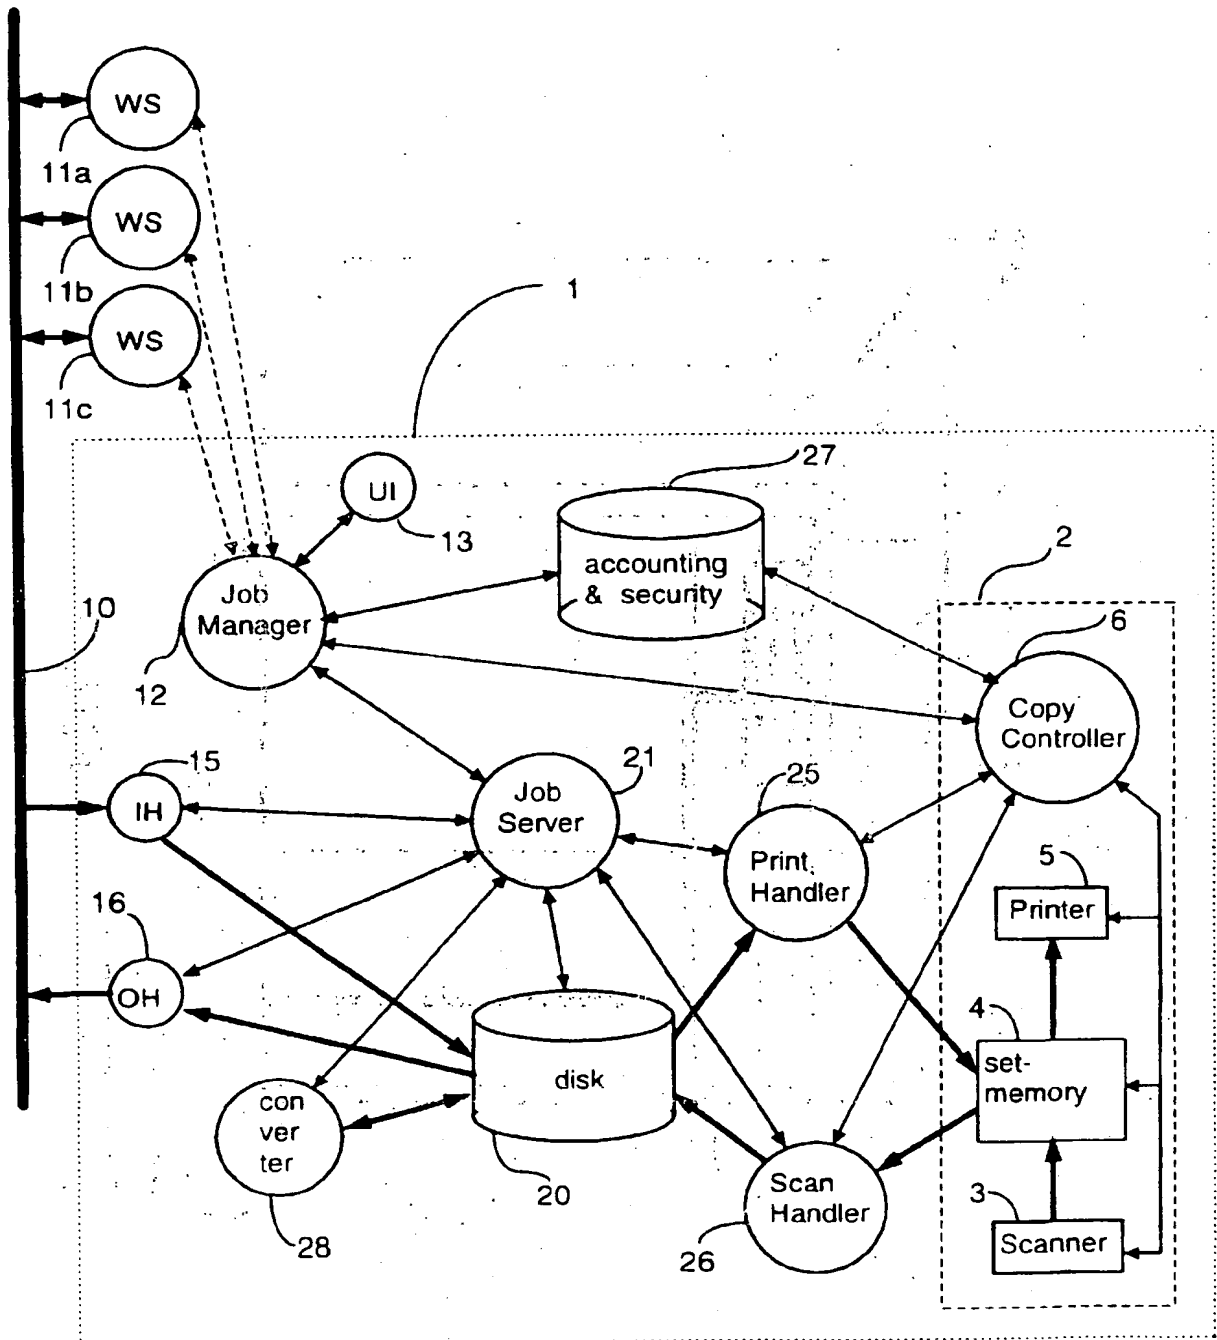 WS
11a
WS
11b
WS
11c
1
UI
13
27
accounting
& security
2
6
10
Job
Manager
12
Copy
Controller
15
IH
Job
Server
21
25
Print
Handler
5
Printer
16
OH
4
set-
memory
disk
con
ver
ter
20
28
Scan
Handler
26
3
Scanner